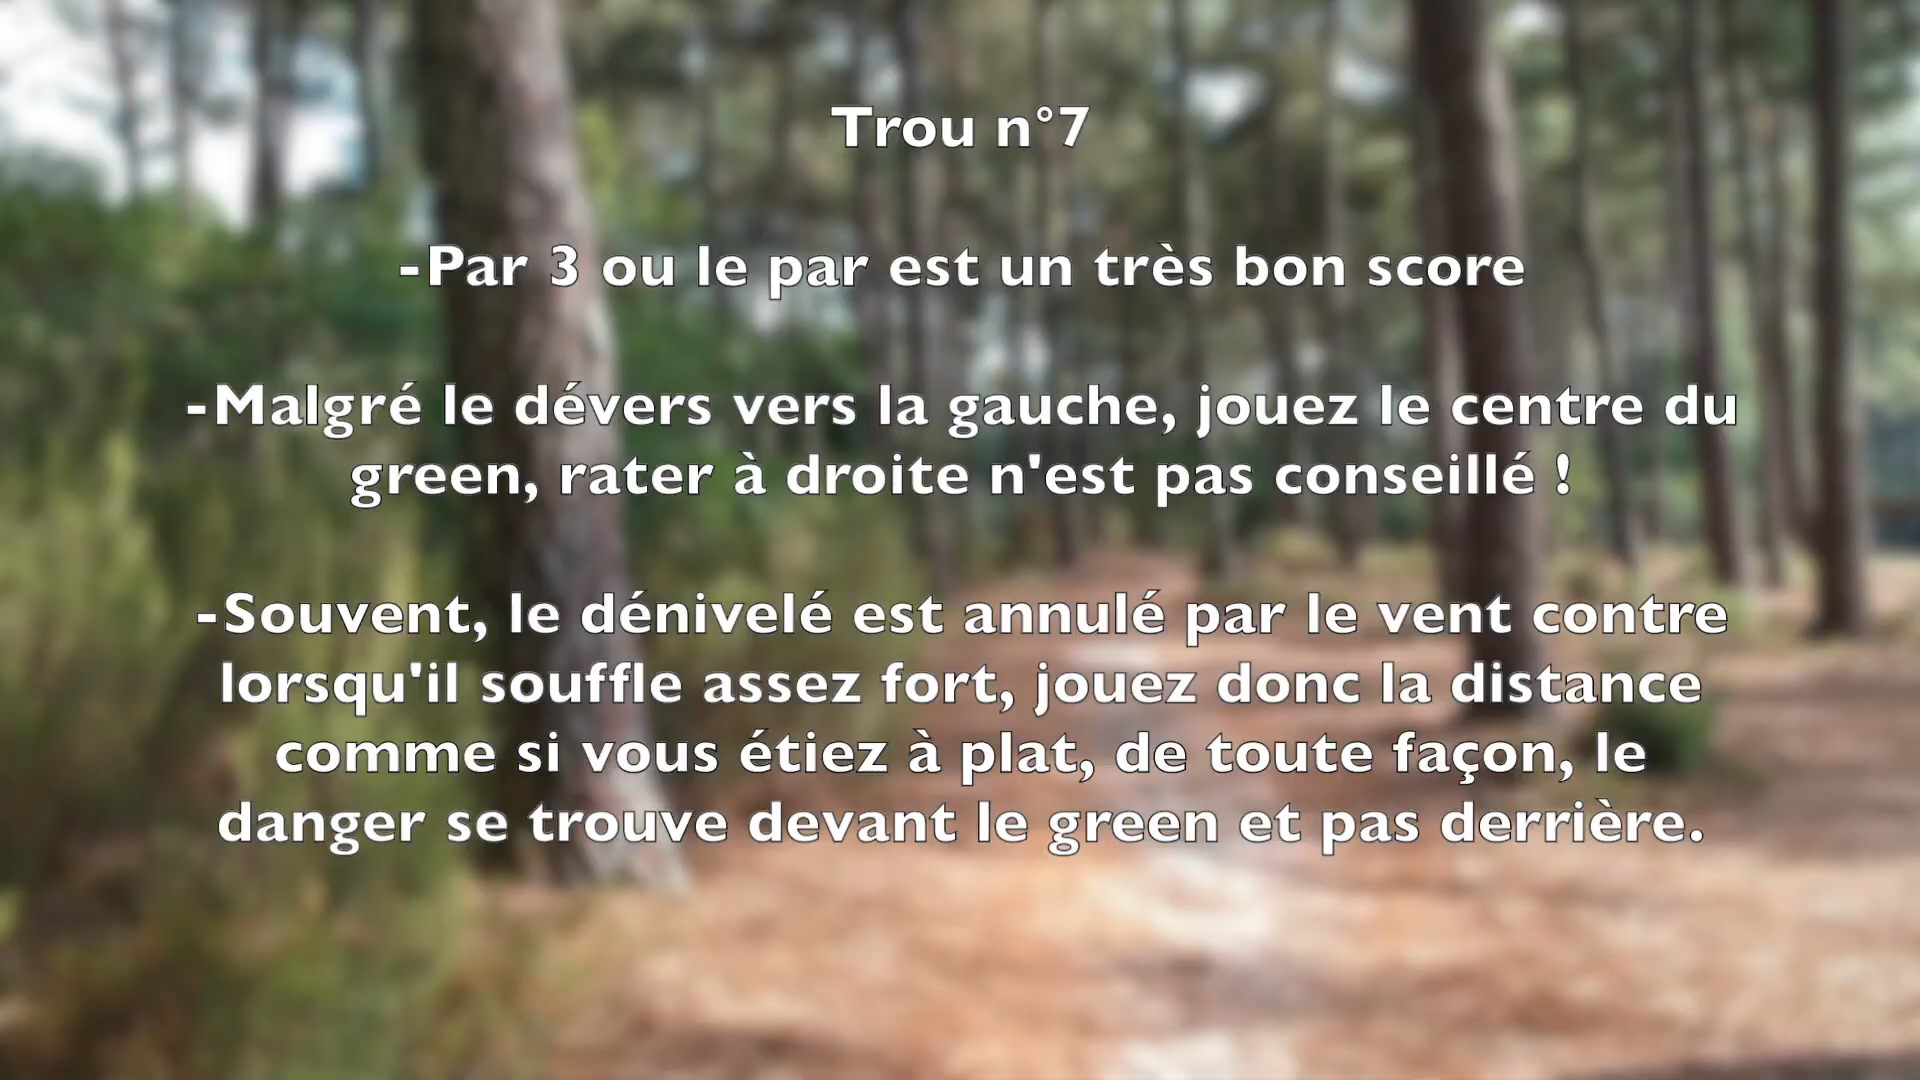 Trou n°7
-Par 3 ou le par est un très bon score
-Malgré le dévers vers la gauche, jouez le centre du
green, rater à droite n'est pas conseillé !
-Souvent, le dénivelé est annulé par le vent contre
lorsqu'il souffle assez fort, jouez donc la distance
comme si vous étiez à plat, de toute façon, le
danger se trouve devant le green et pas derrière.